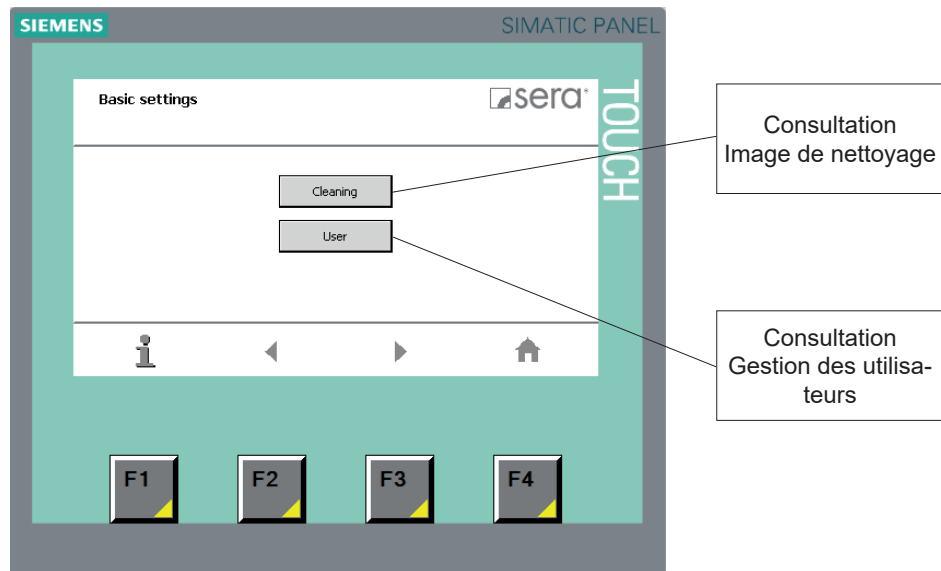 SIEMENS
SIMATIC PANEL
Basic settings
sera
TOUCH
Cleaning
User
Consultation
Image de nettoyage
Consultation
Gestion des utilisa-
teurs
F1
F2
F3
F4